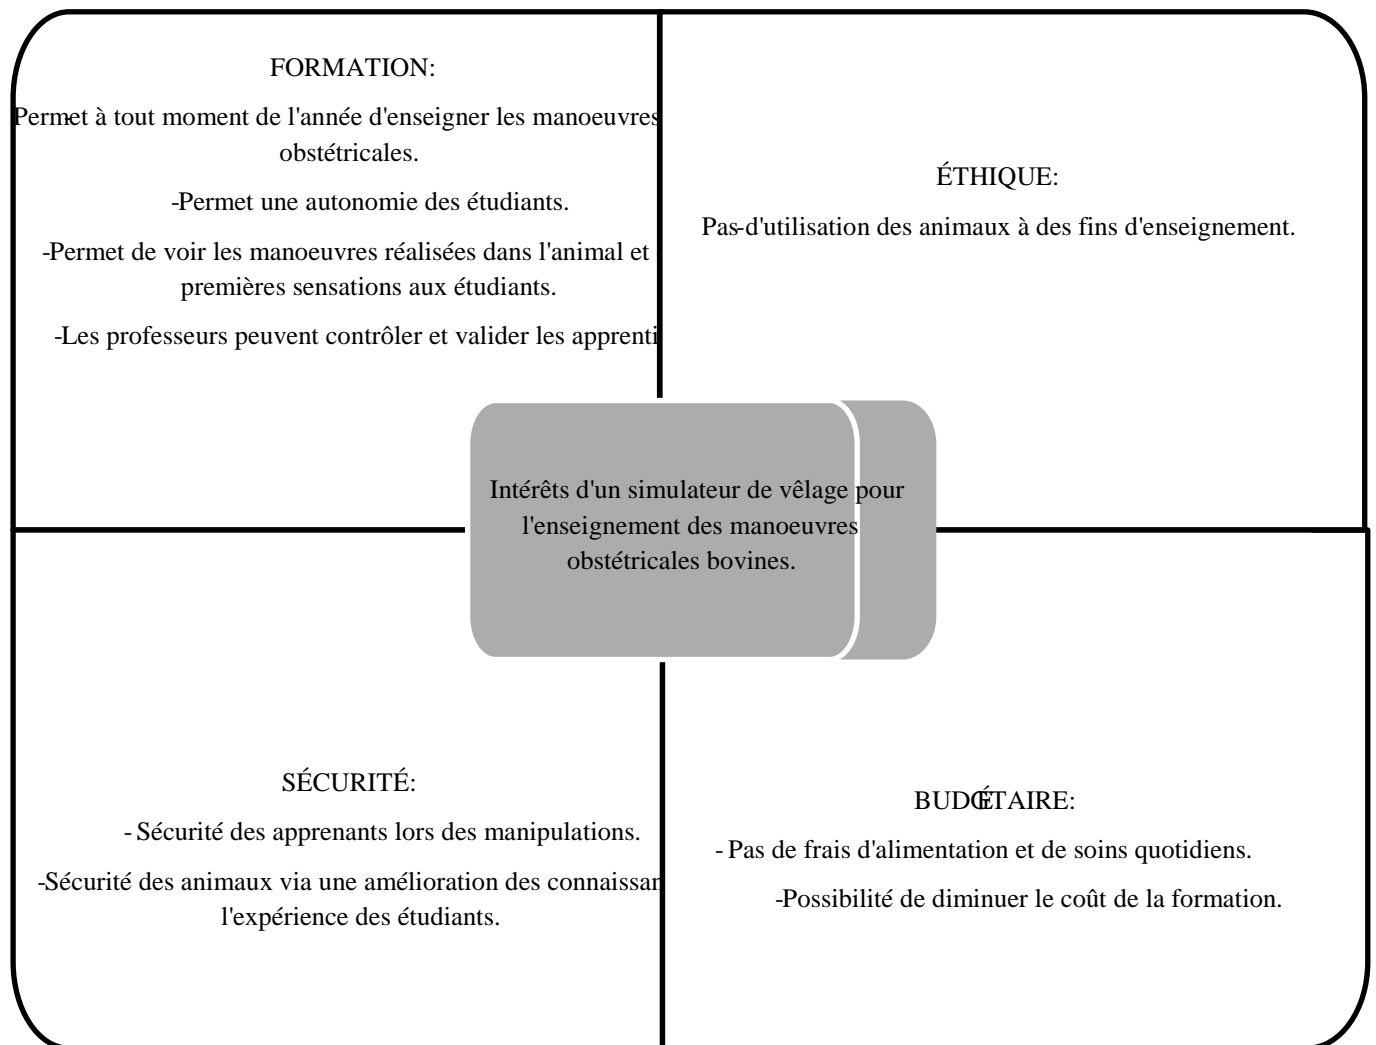 FORMATION:
-Permet à tout moment de l'année d'enseigner les manoeuvres
obstétricales.
-Permet une autonomie des étudiants.
-Permet de voir les manoeuvres réalisées dans l'animal et
premières sensations aux étudiants.
-Les professeurs peuvent contrôler et valider les apprenti
ÉTHIQUE:
-Pas d'utilisation des animaux à des fins d'enseignement.
Intérêts d'un simulateur de vêlage pour
l'enseignement des manoeuvres
obstétricales bovines.
SÉCURITÉ:
- Sécurité des apprenants lors des manipulations.
-Sécurité des animaux via une amélioration des connaissan
l'expérience des étudiants.
BUDGÉTAIRE:
- Pas de frais d'alimentation et de soins quotidiens.
-Possibilité de diminuer le coût de la formation.